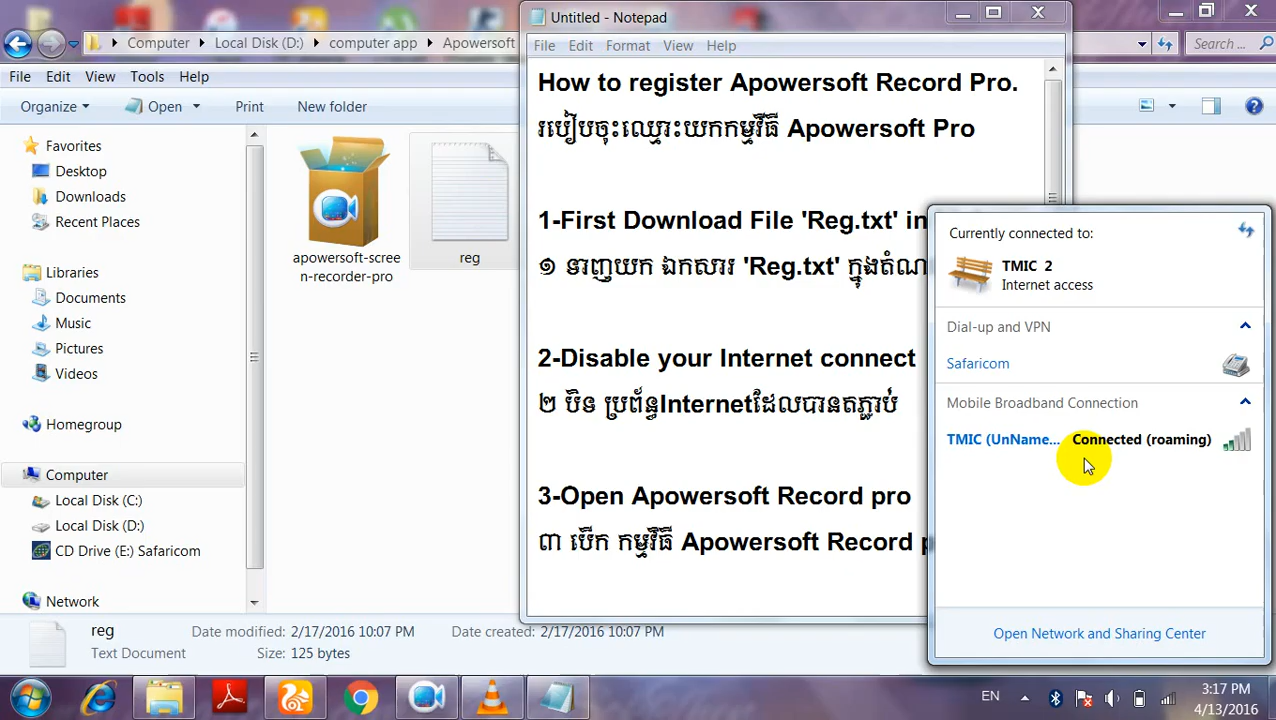 Untitled - Notepad
Computer
Local Disk (D:)
computer app
Apowersoft
Search ...
File Edit View Tools Help
File Edit Format View Help
Organize
Open
Print
New folder
Favorites
Desktop
Downloads
Recent Places
Libraries
Documents
Music
Pictures
Videos
Homegroup
Computer
Local Disk (C:)
Local Disk (D:)
CD Drive (E:) Safaricom
Network
apowersoft-scree
n-recorder-pro
reg
How to register Apowersoft Record Pro.
របៀបចុះឈ្មោះយកកម្មវិធី Apowersoft Pro
1-First Download File 'Reg.txt' in
១ ទាញយក ឯកសារ 'Reg.txt' ក្នុងតំណ
2-Disable your Internet connect
២ បិទ ប្រព័ន្ធInternetដែលបានតភ្ជាប់
3-Open Apowersoft Record pro
៣ បើក កម្មវិធី Apowersoft Record p
Currently connected to:
TMIC 2
Internet access
Dial-up and VPN
Safaricom
Mobile Broadband Connection
TMIC (UnName... Connected (roaming)
Open Network and Sharing Center
reg
Date modified: 2/17/2016 10:07 PM
Date created: 2/17/2016 10:07 PM
Text Document
Size: 125 bytes
EN
3:17 PM
4/13/2016